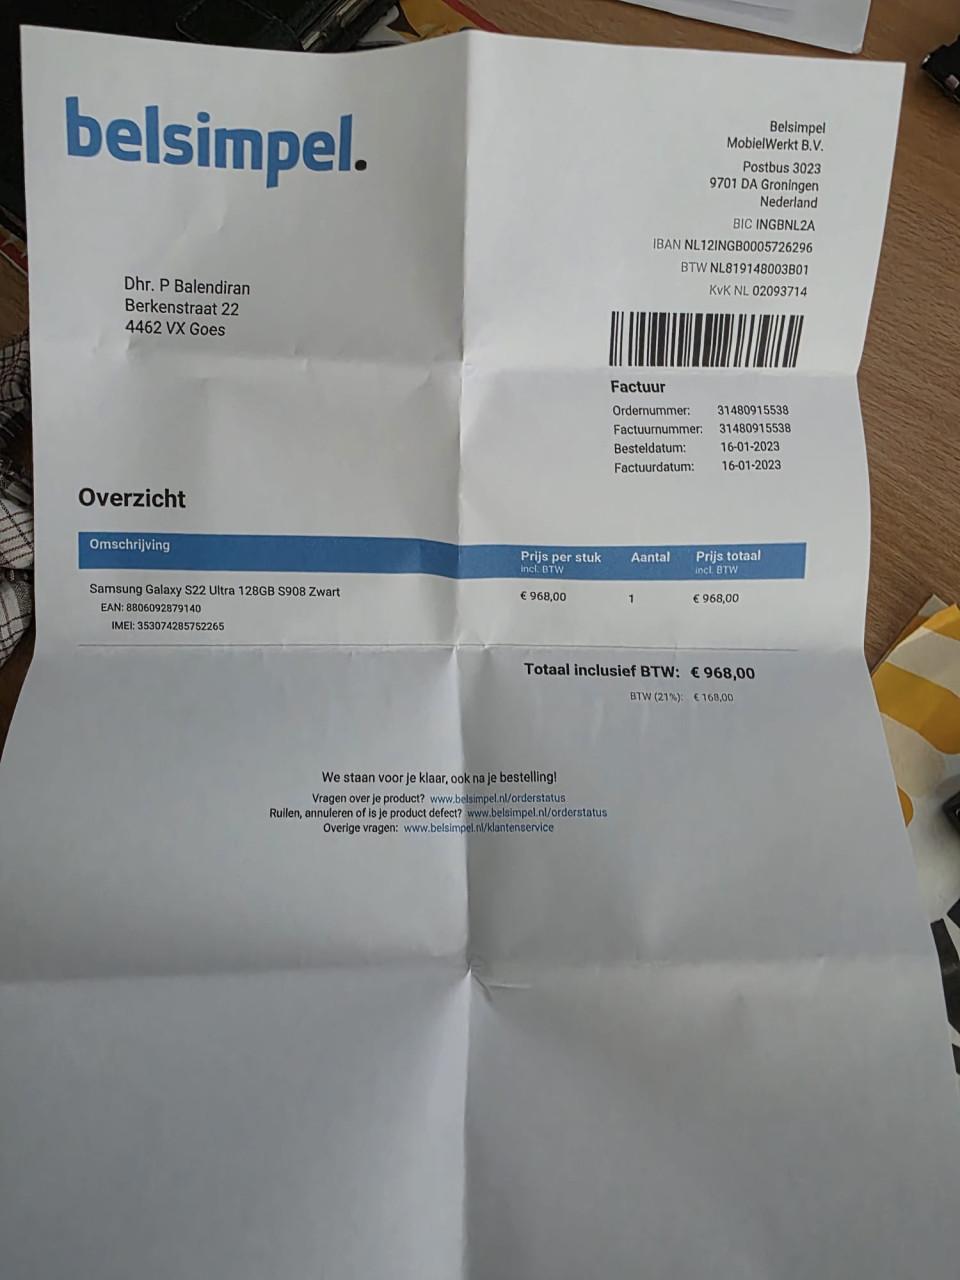 belsimpel.
Belsimpel
MobielWerkt B.V.
Postbus 3023
9701 DA Groningen
Nederland
BIC INGBNL2A
IBAN NL12INGB0005726296
BTW NL819148003B01
KvK NL 02093714
Dhr. P Balendiran
Berkenstraat 22
4462 VX Goes
Factuur
Ordernummer: 31480915538
Factuurnummer: 31480915538
Besteldatum: 16-01-2023
Factuurdatum: 16-01-2023
Overzicht
Omschrijving Prijs per stuk Aantal Prijs totaal
incl. BTW incl. BTW
Samsung Galaxy S22 Ultra 128GB S908 Zwart € 968,00 1 € 968,00
EAN: 8806092879140
IMEI: 353074285752265
Totaal inclusief BTW: € 968,00
BTW (21%): € 168,00
We staan voor je klaar, ook na je bestelling!
Vragen over je product? www.belsimpel.nl/orderstatus
Ruilen, annuleren of is je product defect? www.belsimpel.nl/orderstatus
Overige vragen: www.belsimpel.nl/klantenservice